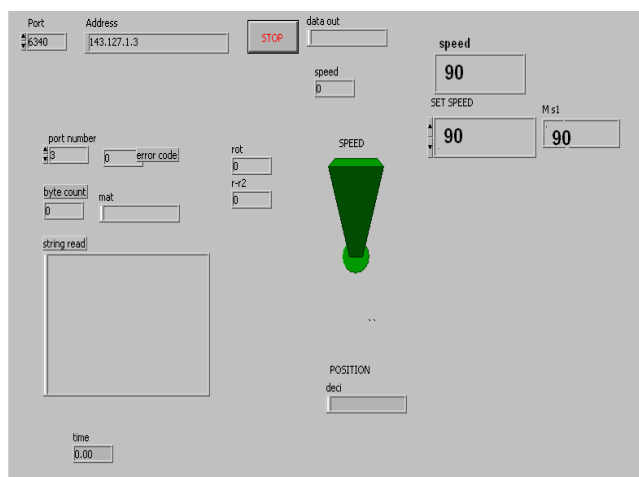 Port
Address
data out
6340
143.127.1.3
STOP
speed
90
speed
0
SET SPEED
90
M s1
90
port number
3
0
error code
rot
0
SPEED
byte count
0
mat
r-r2
0
string read
POSITION
deci
time
0.00